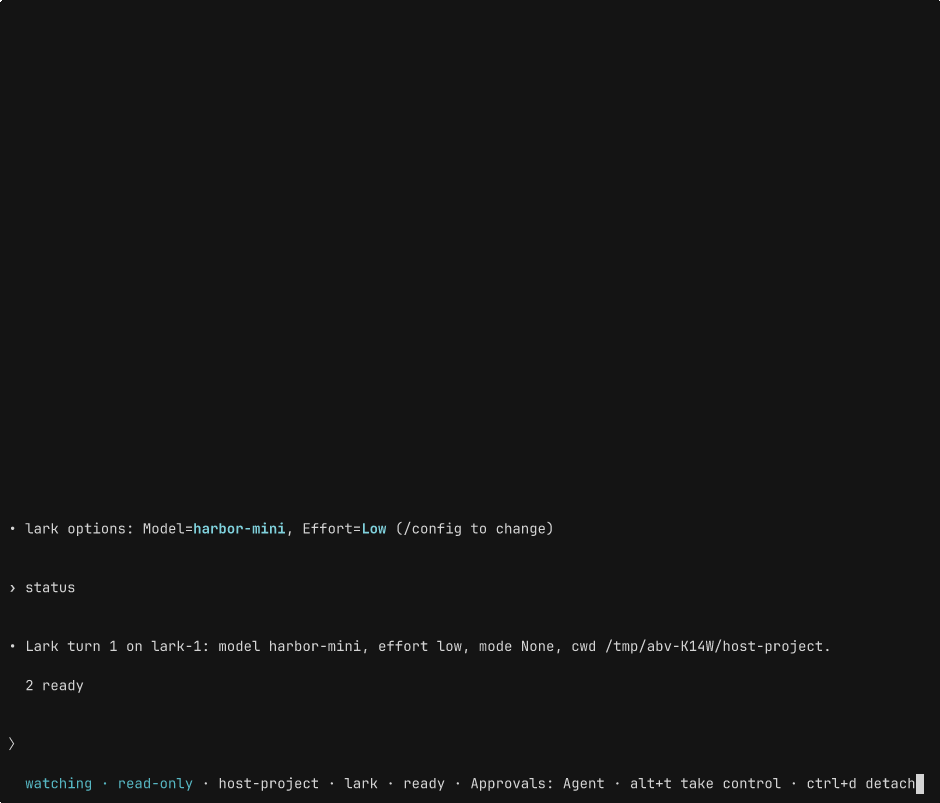 • lark options: Model=harbor-mini, Effort=Low (/config to change)
› status
• Lark turn 1 on lark-1: model harbor-mini, effort low, mode None, cwd /tmp/abv-K14W/host-project.
2 ready
〉
watching · read-only · host-project · lark · ready · Approvals: Agent · alt+t take control · ctrl+d detach